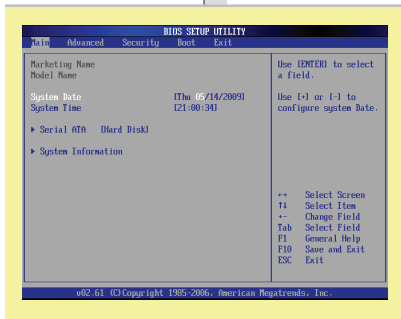 BIOS SETUP UTILITY
Main Advanced Security Boot Exit
Marketing Name
Model Name
System Date [Thu 05/14/2009]
System Time [21:00:34]
▶ Serial ATA [Hard Disk]
▶ System Information
Use [ENTER] to select
a field.
Use [+] or [-] to
configure system Date.
↔ Select Screen
↑↓ Select Item
+- Change Field
Tab Select Field
F1 General Help
F10 Save and Exit
ESC Exit
v02.61 (C)Copyright 1985-2006, American Megatrends, Inc.